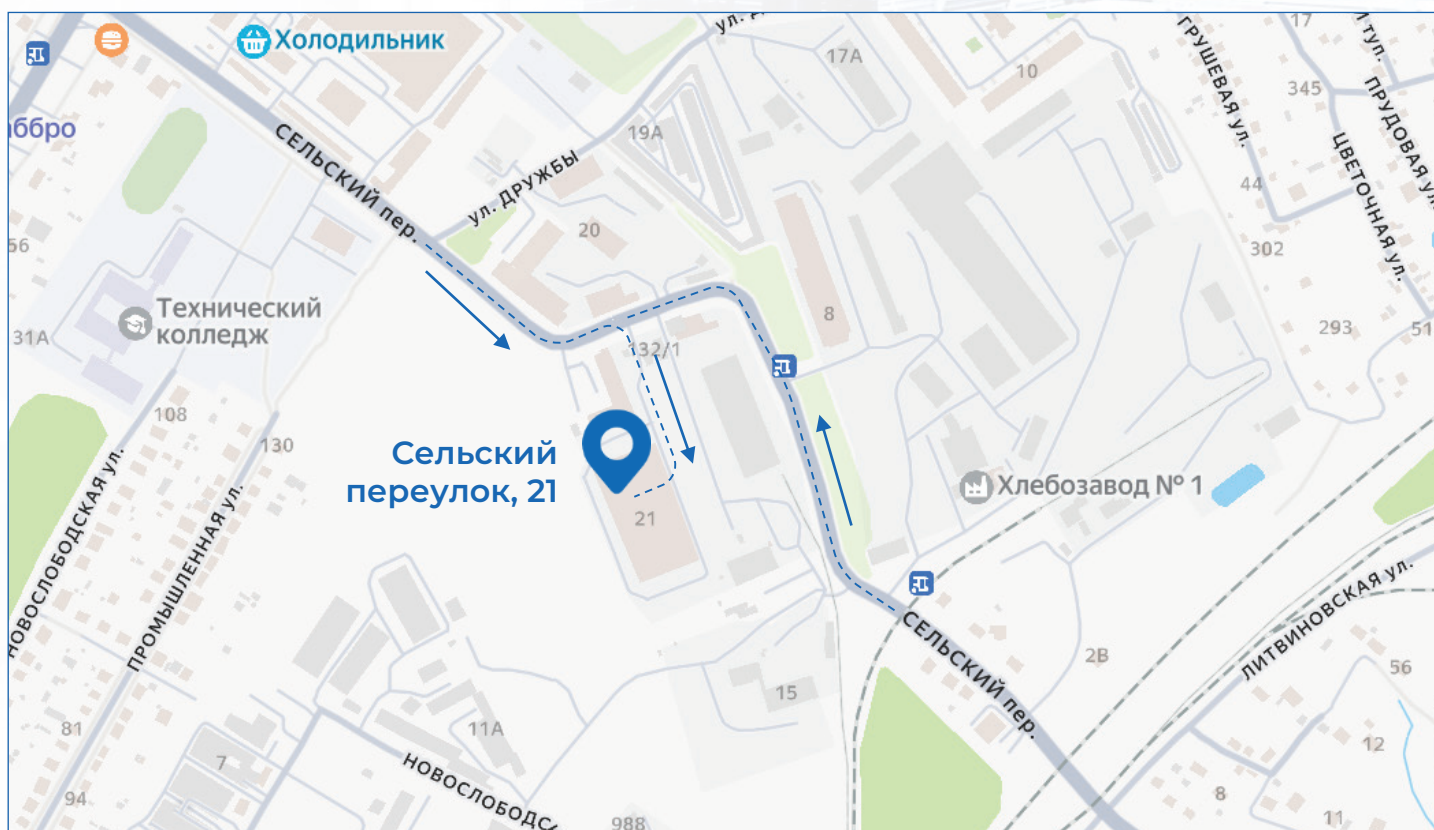 Холодильник
17А
10
17
345
ГРУШЕВАЯ ул.
ПРУДОВАЯ ул.
ЦВЕТОЧНАЯ ул.
аббро
СЕЛЬСКИЙ пер.
ул. ДРУЖБЫ
19А
20
44
302
56
31А
Технический
колледж
8
293
51
132/1
108
130
Сельский
переулок, 21
21
Хлебозавод № 1
НОВОСЛОБОДСКАЯ ул.
ПРОМЫШЛЕННАЯ ул.
ЛИТВИНОВСКАЯ ул.
СЕЛЬСКИЙ пер.
2В
56
15
11А
81
7
12
94
НОВОСЛОБОДС
988
8
11